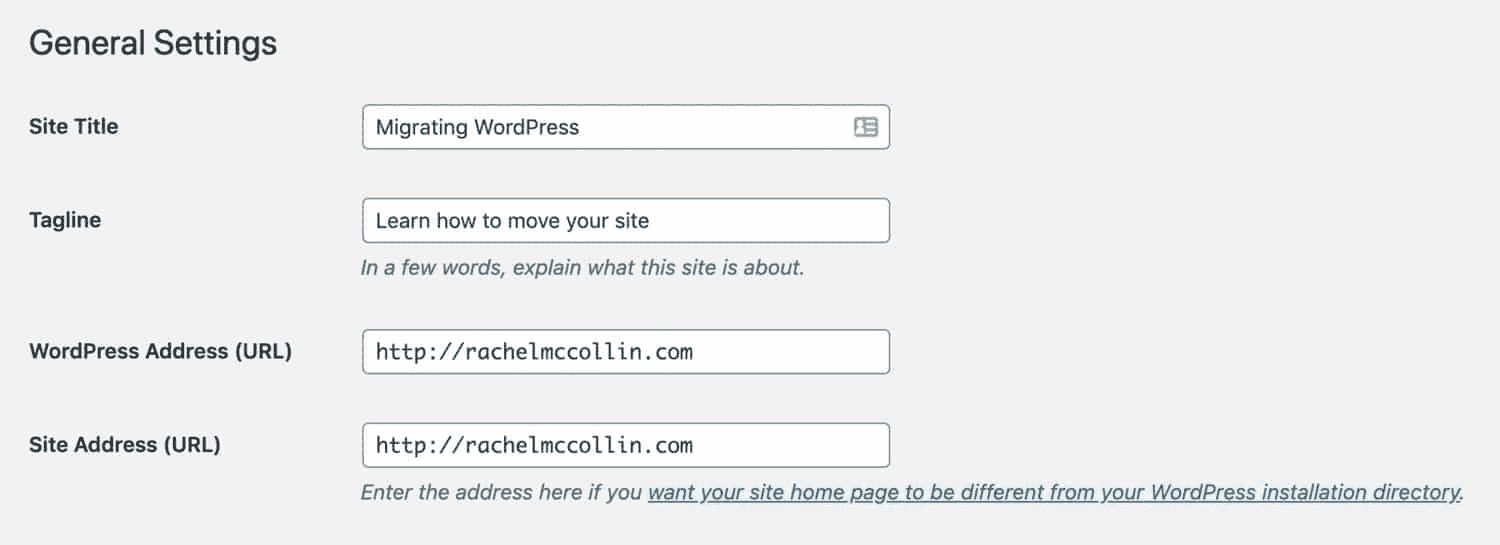 General Settings
Site Title
Migrating WordPress
Tagline
Learn how to move your site
In a few words, explain what this site is about.
WordPress Address (URL)
http://rachelmccollin.com
Site Address (URL)
http://rachelmccollin.com
Enter the address here if you want your site home page to be different from your WordPress installation directory.